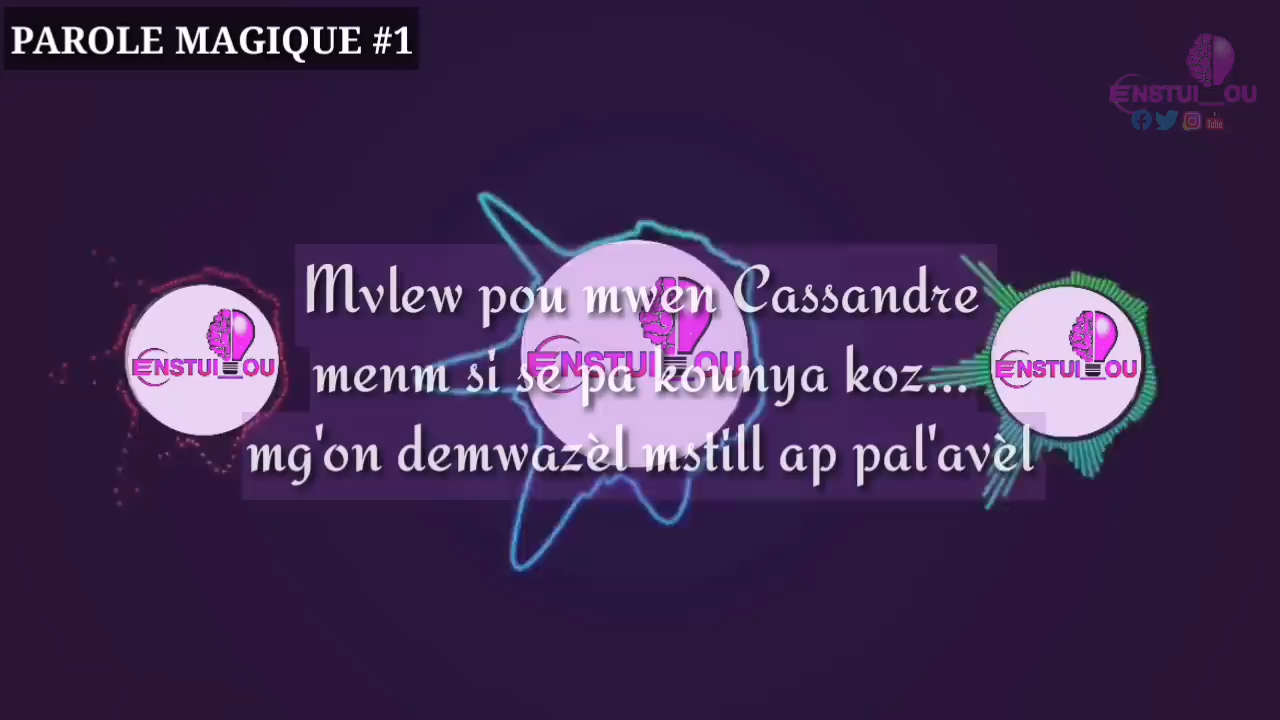 PAROLE MAGIQUE #1
ENSTUI_OU
Tube
Mvlew pou mwen Cassandre
menm si se pa kounya koz...
mg'on demwazèl mstill ap pal'avèl
ENSTUI_OU
ENSTUI_OU
ENSTUI_OU